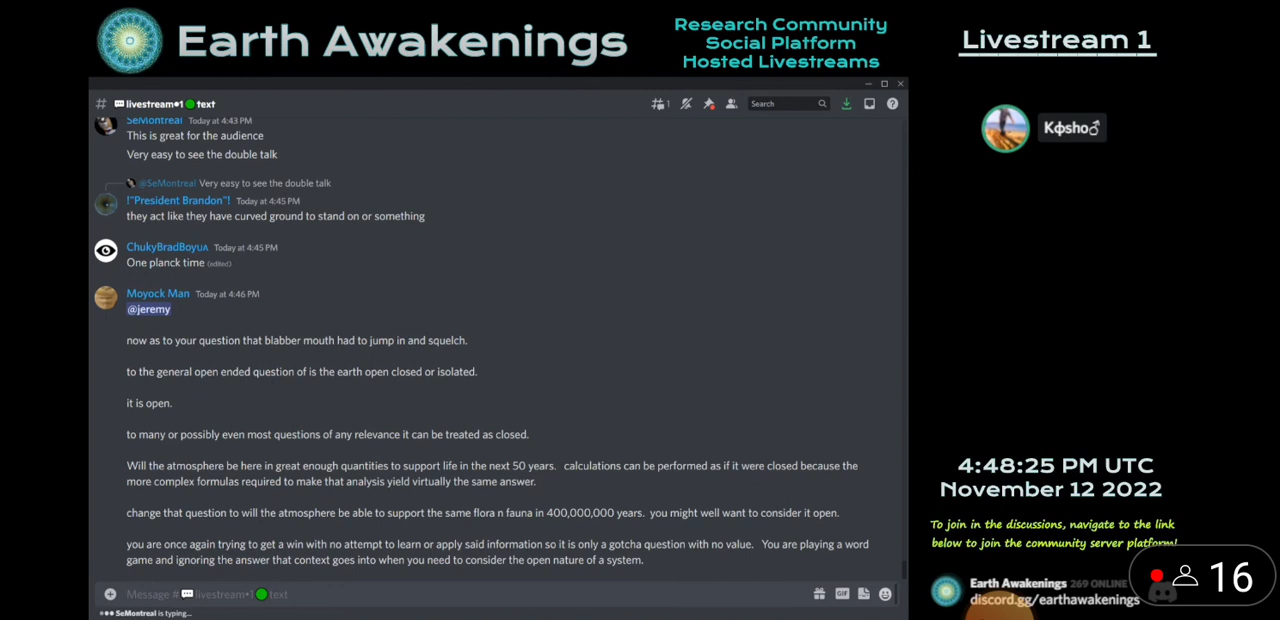 Earth Awakenings
Research Community
Social Platform
Hosted Livestreams
Livestream 1
Kφsho♂
# 💬livestream•1🟢text
1
Search
SeMontreal Today at 4:43 PM
This is great for the audience
Very easy to see the double talk
@SeMontreal Very easy to see the double talk
!"President Brandon"! Today at 4:45 PM
they act like they have curved ground to stand on or something
ChukyBradBoyUA Today at 4:45 PM
One planck time (edited)
Moyock Man Today at 4:46 PM
@jeremy
now as to your question that blabber mouth had to jump in and squelch.
to the general open ended question of is the earth open closed or isolated.
it is open.
to many or possibly even most questions of any relevance it can be treated as closed.
Will the atmosphere be here in great enough quantities to support life in the next 50 years. calculations can be performed as if it were closed because the
more complex formulas required to make that analysis yield virtually the same answer.
change that question to will the atmosphere be able to support the same flora n fauna in 400,000,000 years. you might well want to consider it open.
you are once again trying to get a win with no attempt to learn or apply said information so it is only a gotcha question with no value. You are playing a word
game and ignoring the answer that context goes into when you need to consider the open nature of a system.
Message #💬livestream•1🟢text
GIF
SeMontreal is typing...
4:48:25 PM UTC
November 12 2022
To join in the discussions, navigate to the link
below to join the community server platform!
Earth Awakenings 269 ONLINE
discord.gg/earthawakenings
16